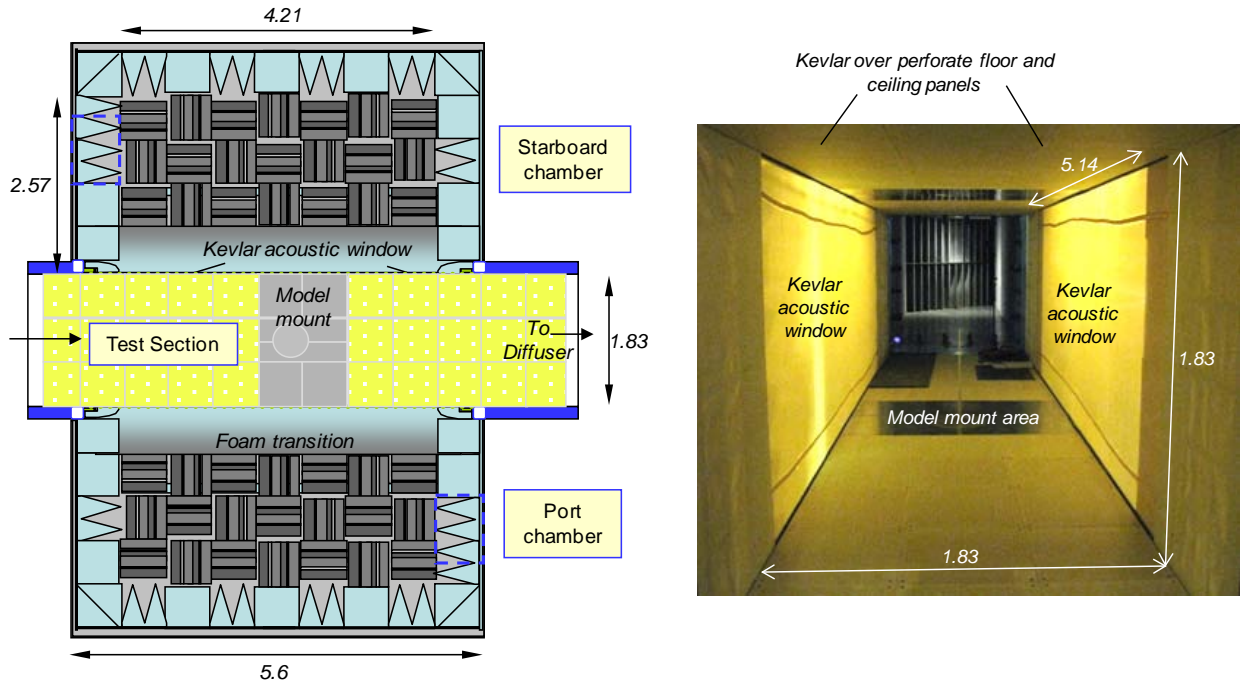 4.21
2.57
Starboard
chamber
Kevlar acoustic window
Model
mount
Test Section
To
Diffuser
1.83
Foam transition
Port
chamber
5.6
Kevlar over perforate floor and
ceiling panels
5.14
Kevlar
acoustic
window
Kevlar
acoustic
window
1.83
Model mount area
1.83